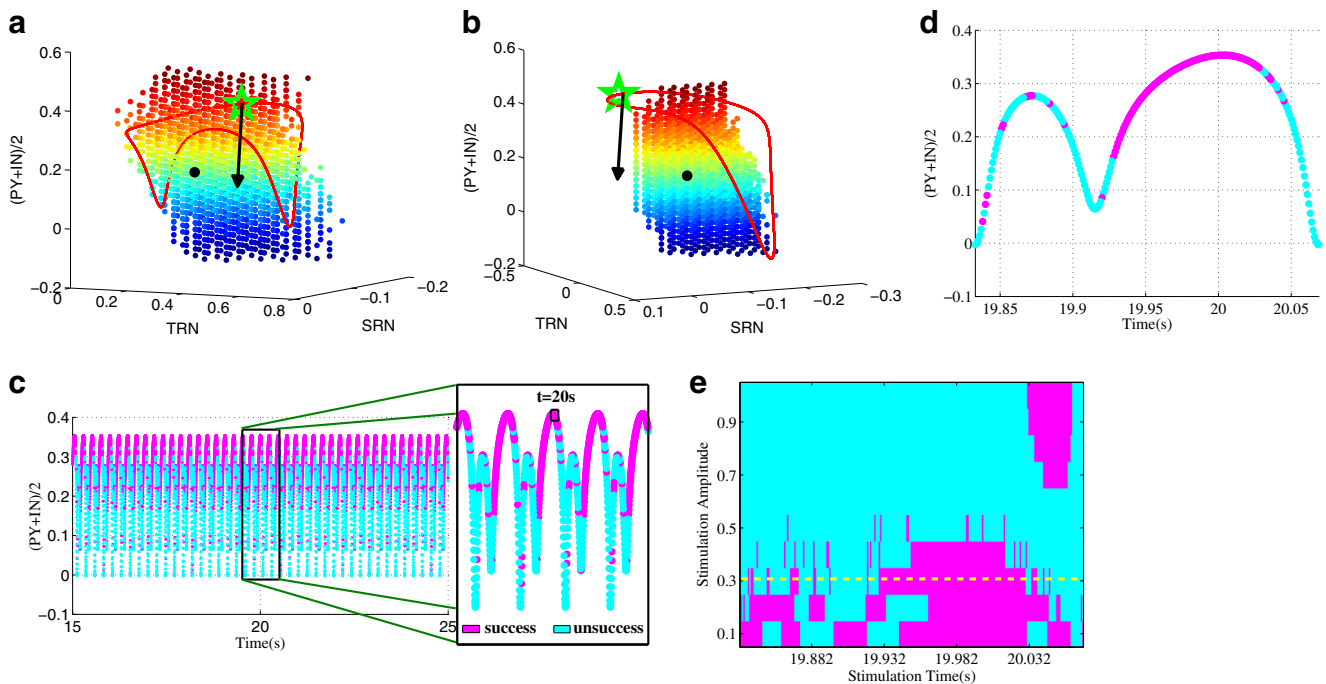 a
0.6
0.4
0.2
0
−0.2
(PY+IN)/2
0
0.2
0.4
0.6
0.8
TRN
0
−0.1
−0.2
SRN
b
0.6
0.4
0.2
0
−0.2
(PY+IN)/2
−0.5
0
0.5
TRN
0.1
0
−0.1
−0.2
−0.3
SRN
d
0.4
0.3
0.2
0.1
0
−0.1
(PY+IN)/2
19.85
19.9
19.95
20
20.05
Time(s)
c
0.4
0.3
0.2
0.1
0
−0.1
(PY+IN)/2
15
20
25
Time(s)
t=20s
success
unsuccess
e
0.9
0.7
0.5
0.3
0.1
Stimulation Amplitude
19.882
19.932
19.982
20.032
Stimulation Time(s)